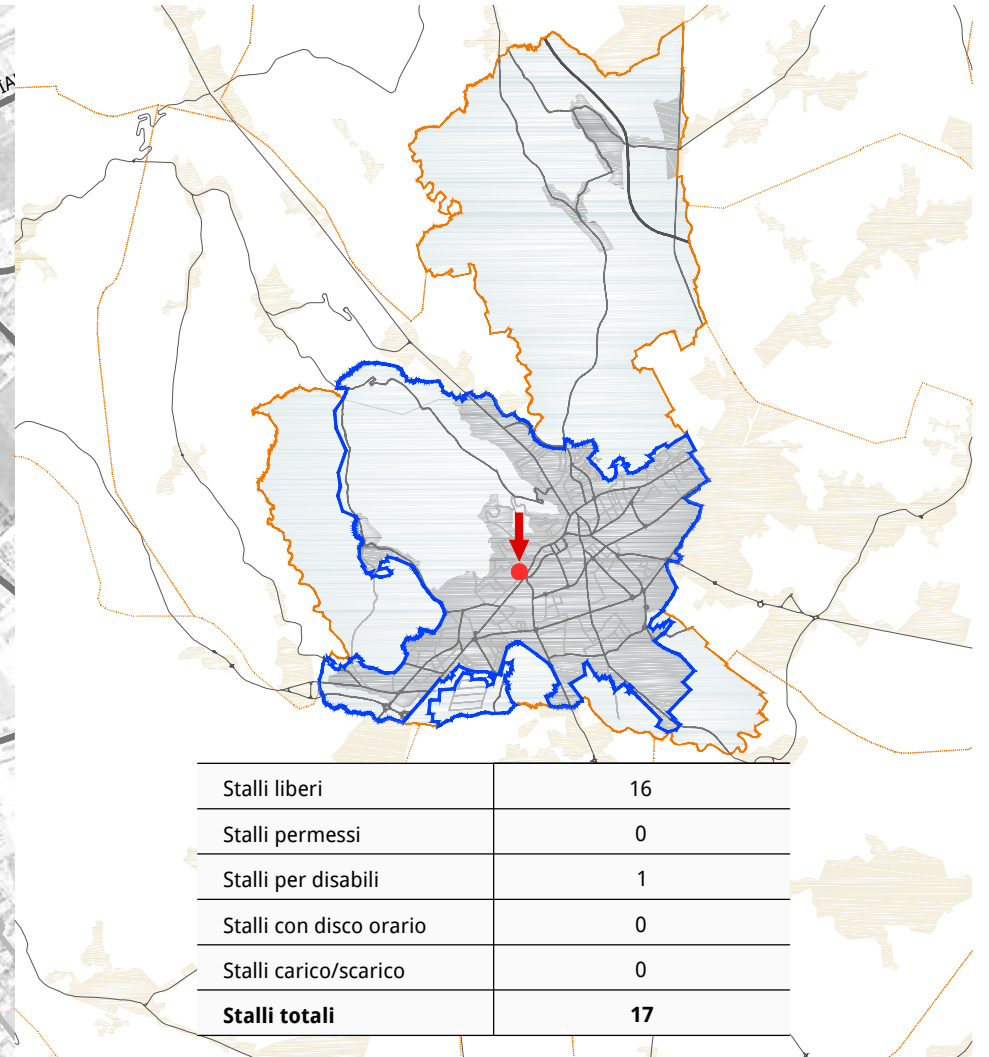 Stalli liberi 16
Stalli permessi 0
Stalli per disabili 1
Stalli con disco orario 0
Stalli carico/scarico 0
Stalli totali 17